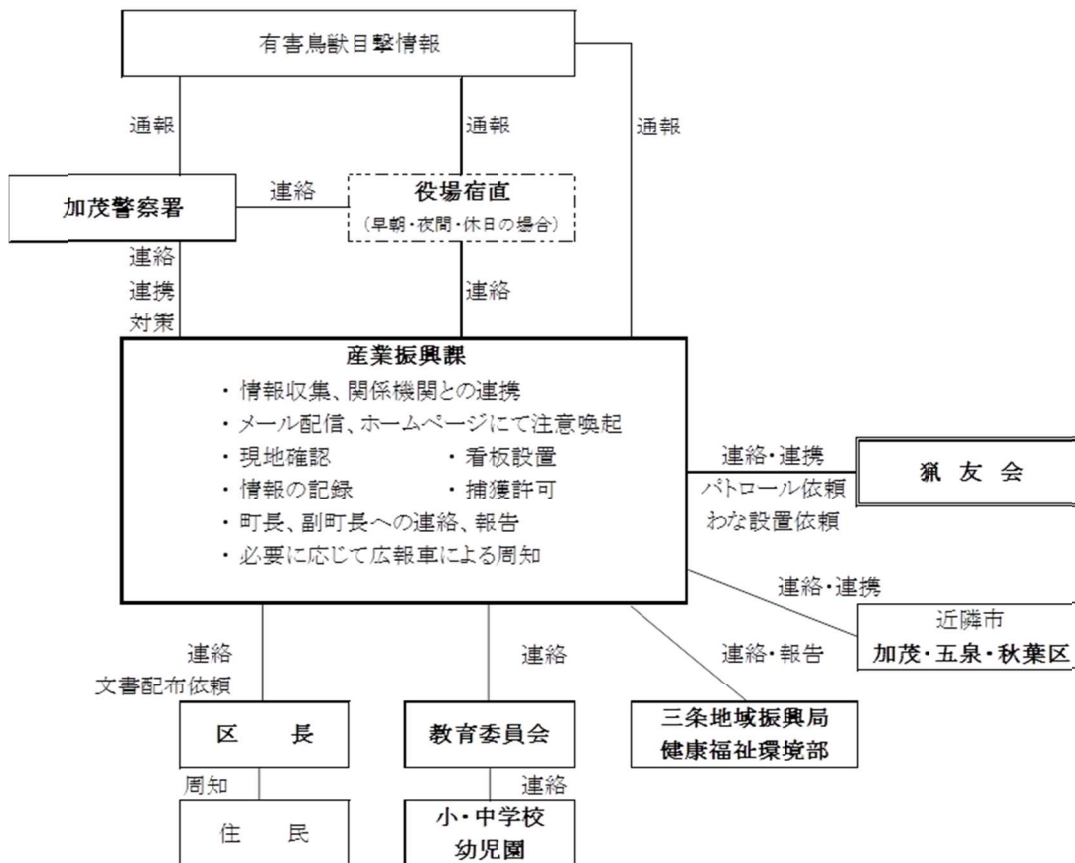 有害鳥獣目撃情報
通報
通報
通報
加茂警察署
連絡
役場宿直
（早朝・夜間・休日の場合）
連絡
連携
対策
連絡
産業振興課
・情報収集、関係機関との連携
・メール配信、ホームページにて注意喚起
・現地確認 ・看板設置
・情報の記録 ・捕獲許可
・町長、副町長への連絡、報告
・必要に応じて広報車による周知
連絡・連携
パトロール依頼
わな設置依頼
猟友会
連絡・連携
近隣市
加茂・五泉・秋葉区
連絡
文書配布依頼
連絡
連絡・報告
区長
教育委員会
三条地域振興局
健康福祉環境部
周知
連絡
住民
小・中学校
幼児園